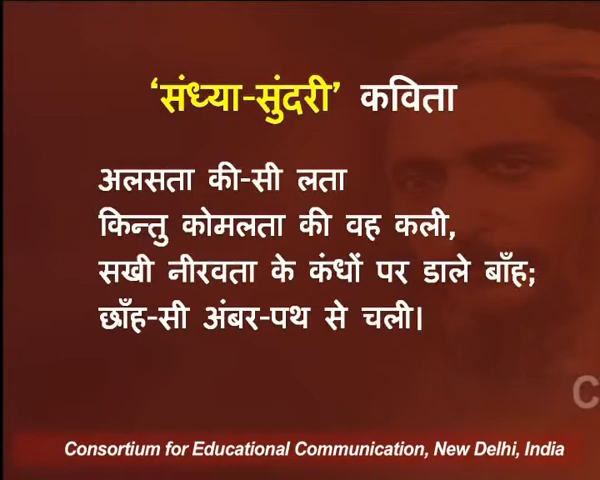 ‘संध्या-सुंदरी’ कविता
अलसता की-सी लता
किन्तु कोमलता की वह कली,
सखी नीरवता के कंधों पर डाले बाँह;
छाँह-सी अंबर-पथ से चली।
C
Consortium for Educational Communication, New Delhi, India